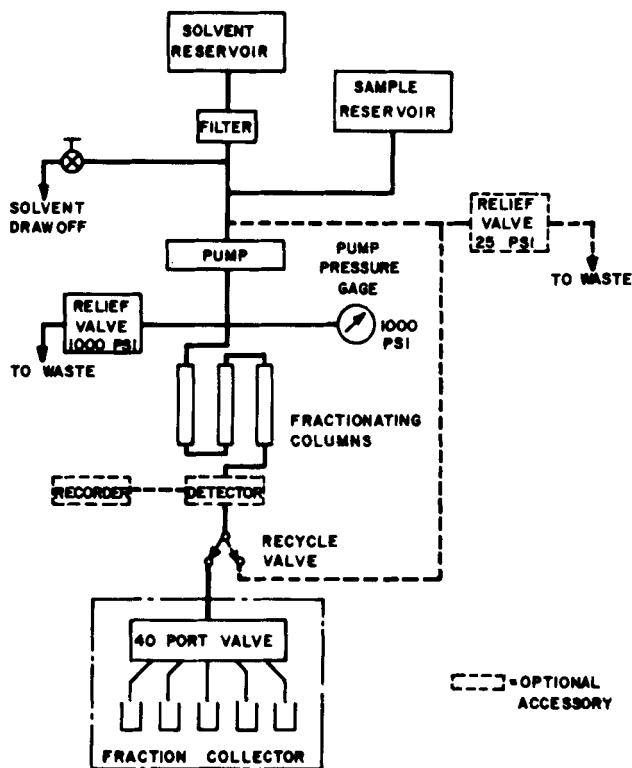 SOLVENT
RESERVOIR
SAMPLE
RESERVOIR
FILTER
SOLVENT
DRAWOFF
RELIEF
VALVE
25 PSI
TO WASTE
PUMP
PUMP
PRESSURE
GAGE
1000
PSI
RELIEF
VALVE
1000 PSI
TO WASTE
FRACTIONATING
COLUMNS
RECORDER
DETECTOR
RECYCLE
VALVE
40 PORT VALVE
FRACTION COLLECTOR
=OPTIONAL
ACCESSORY